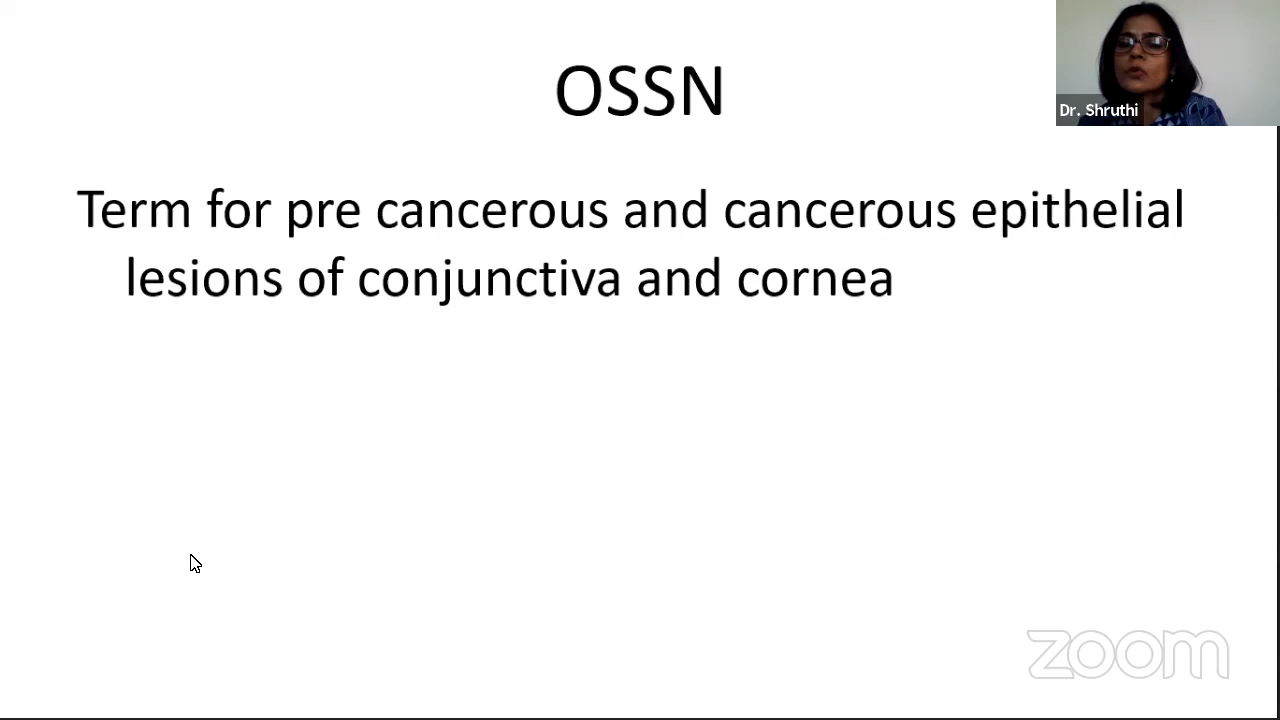 OSSN
Dr. Shruthi
Term for pre cancerous and cancerous epithelial
lesions of conjunctiva and cornea
zoom